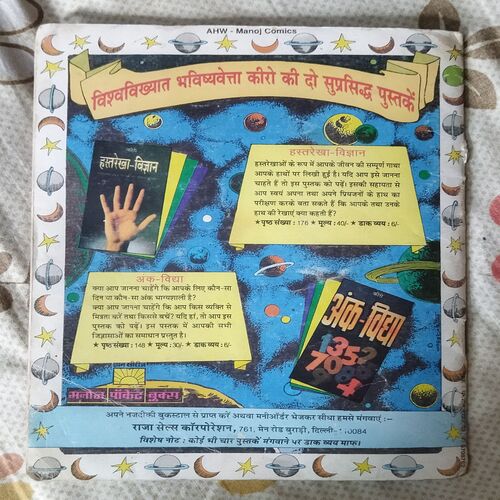 AHW - Manoj Comics
विश्वविख्यात भविष्यवेत्ता कीरो की दो सुप्रसिद्ध पुस्तकें
कीरो
हस्तरेखा-विज्ञान
हस्तरेखा-विज्ञान
हस्तरेखाओं के रूप में आपके जीवन की सम्पूर्ण गाथा
आपके हाथों पर लिखी हुई है। यदि आप इसे जानना
चाहते हैं तो इस पुस्तक को पढ़ें। इसकी सहायता से
आप स्वयं अपना तथा अपने प्रियजनों के हाथ का
परीक्षण करके बता सकते हैं कि आपके तथा उनके
हाथ की रेखाएं क्या कहती हैं?
★ पृष्ठ संख्या : 176 ★ मूल्य : 40/- ★ डाक व्यय : 6/-
अंक-विद्या
क्या आप जानना चाहेंगे कि आपके लिए कौन-सा
दिन या कौन-सा अंक भाग्यशाली है?
क्या आप जानना चाहेंगे कि आप किस व्यक्ति से
मित्रता करें तथा किससे बचें? यदि हां, तो आप इस
पुस्तक को पढ़ें। इस पुस्तक में आपकी सभी
जिज्ञासाओं का समाधान प्रस्तुत है।
★ पृष्ठ संख्या : 148 ★ मूल्य : 30/- ★ डाक व्यय : 6/-
कीरो
अंक-विद्या
मनोज पॉकेट बुक्स
अपने नजदीकी बुकस्टाल से प्राप्त करें अथवा मनीऑर्डर भेजकर सीधा हमसे मंगवाएं :—
राजा सेल्स कॉरपोरेशन, 761, मेन रोड बुराड़ी, दिल्ली-110084
विशेष नोट : कोई भी चार पुस्तकें मंगवाने पर डाक व्यय माफ।